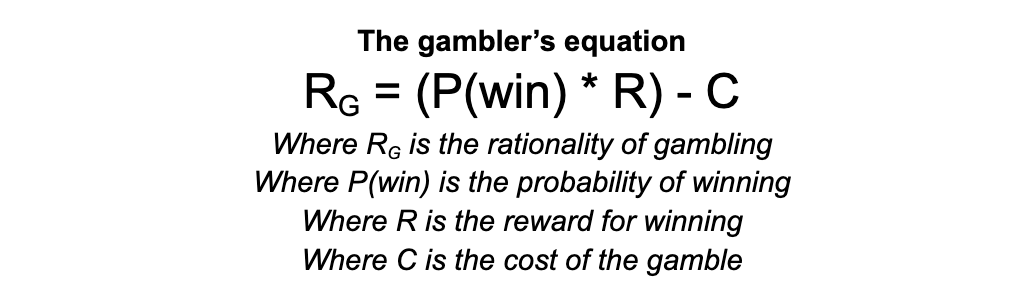 The gambler's equation
R_G = (P(win) * R) - C
Where R_G is the rationality of gambling
Where P(win) is the probability of winning
Where R is the reward for winning
Where C is the cost of the gamble